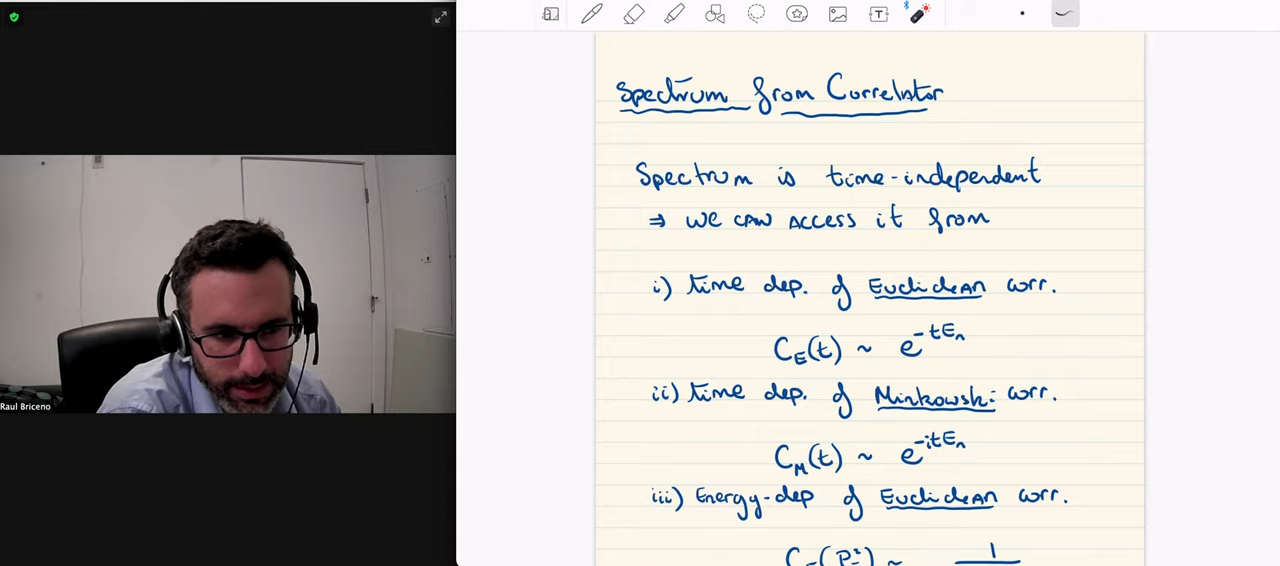 Spectrum from Correlator
Spectrum is time-independent
⇒ we can access it from
i) time dep. of Euclidean corr.
C_E(t) ~ e^{-tE_n}
ii) time dep. of Minkowski corr.
C_M(t) ~ e^{-itE_n}
iii) Energy-dep of Euclidean corr.
1
Raul Briceno
T